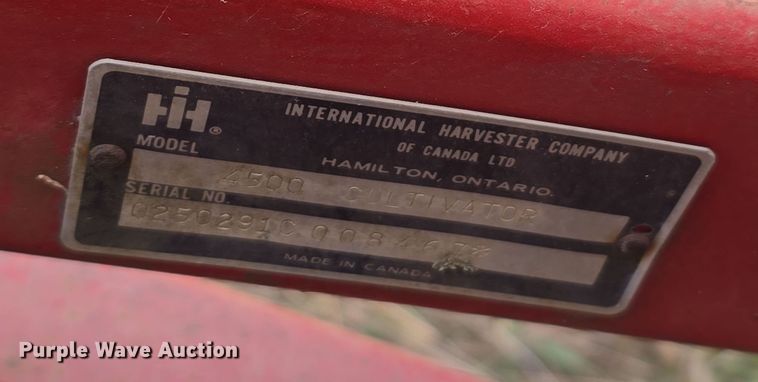 IH®
INTERNATIONAL HARVESTER COMPANY
OF CANADA LTD
HAMILTON, ONTARIO.
MODEL
4500 CULTIVATOR
SERIAL NO.
MADE IN CANADA
Purple Wave Auction